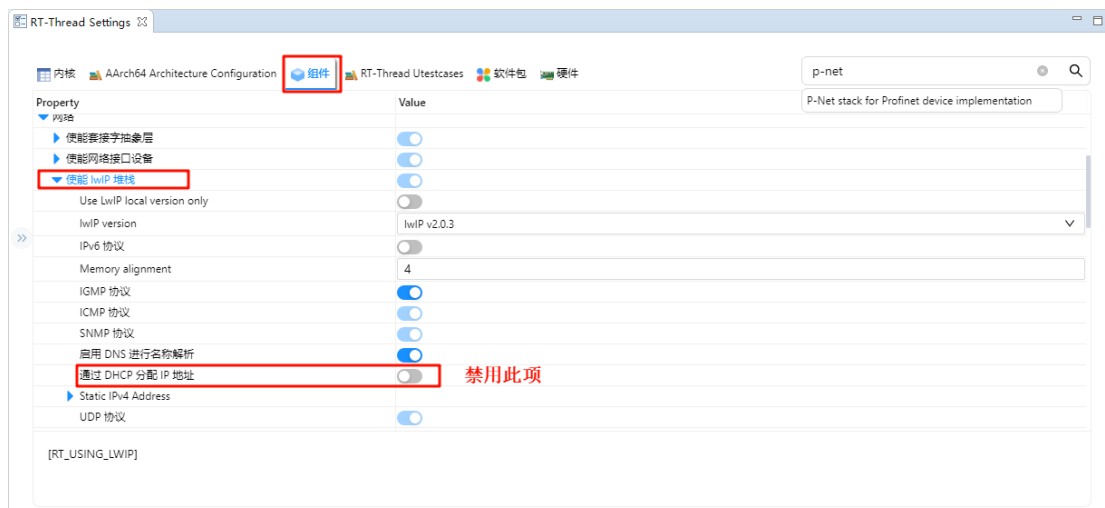 RT-Thread Settings
内核 AArch64 Architecture Configuration 组件 RT-Thread Utestcases 软件包 硬件
p-net
P-Net stack for Profinet device implementation
Property Value
网络
使能套接字抽象层
使能网络接口设备
使能 lwIP 堆栈
Use LwIP local version only
lwIP version lwIP v2.0.3
IPv6 协议
Memory alignment 4
IGMP 协议
ICMP 协议
SNMP 协议
启用 DNS 进行名称解析
通过 DHCP 分配 IP 地址 禁用此项
Static IPv4 Address
UDP 协议
[RT_USING_LWIP]